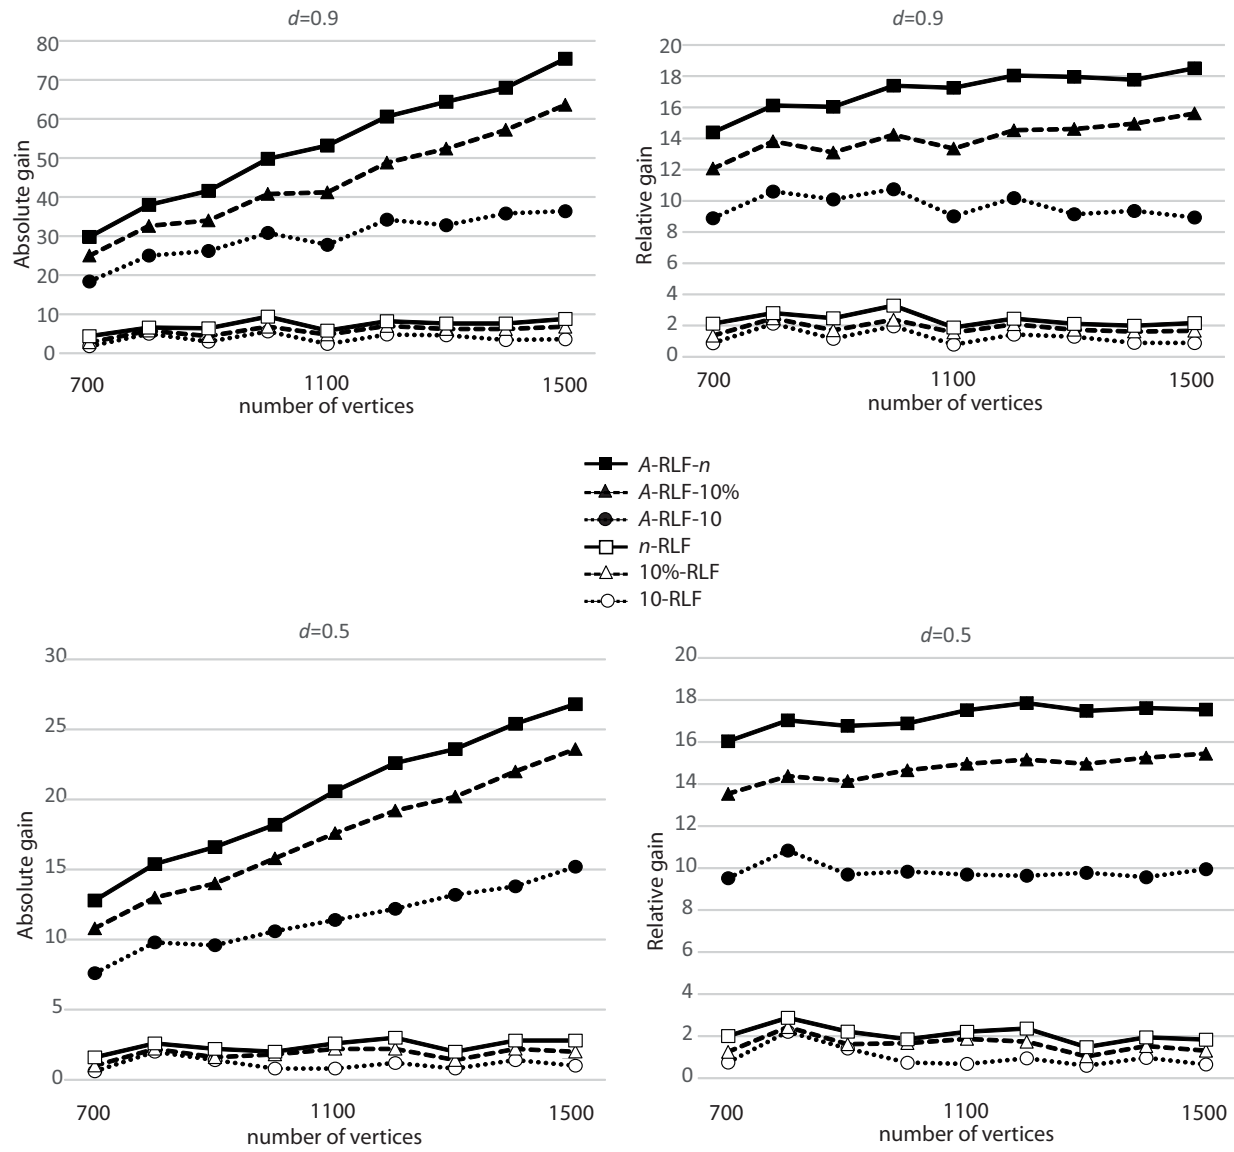 d=0.9
80
70
60
50
40
30
20
10
0
Absolute gain
700 1100 1500
number of vertices
d=0.9
20
18
16
14
12
10
8
6
4
2
0
Relative gain
700 1100 1500
number of vertices
A-RLF-n
A-RLF-10%
A-RLF-10
n-RLF
10%-RLF
10-RLF
d=0.5
30
25
20
15
10
5
0
Absolute gain
700 1100 1500
number of vertices
d=0.5
20
18
16
14
12
10
8
6
4
2
0
Relative gain
700 1100 1500
number of vertices